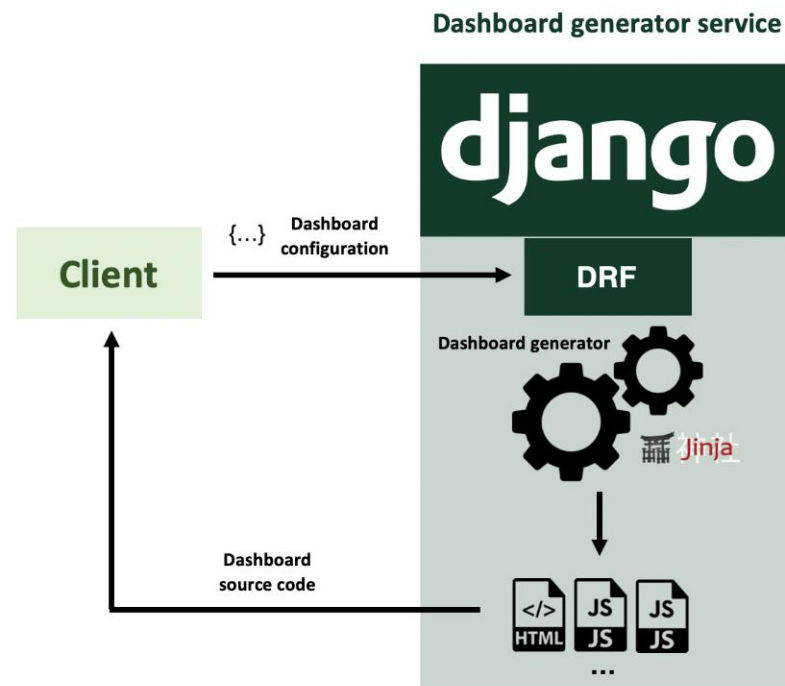 Dashboard generator service
django
{...} Dashboard
configuration
Client
DRF
Dashboard generator
神社 Jinja
Dashboard
source code
</> JS JS
HTML JS JS
...